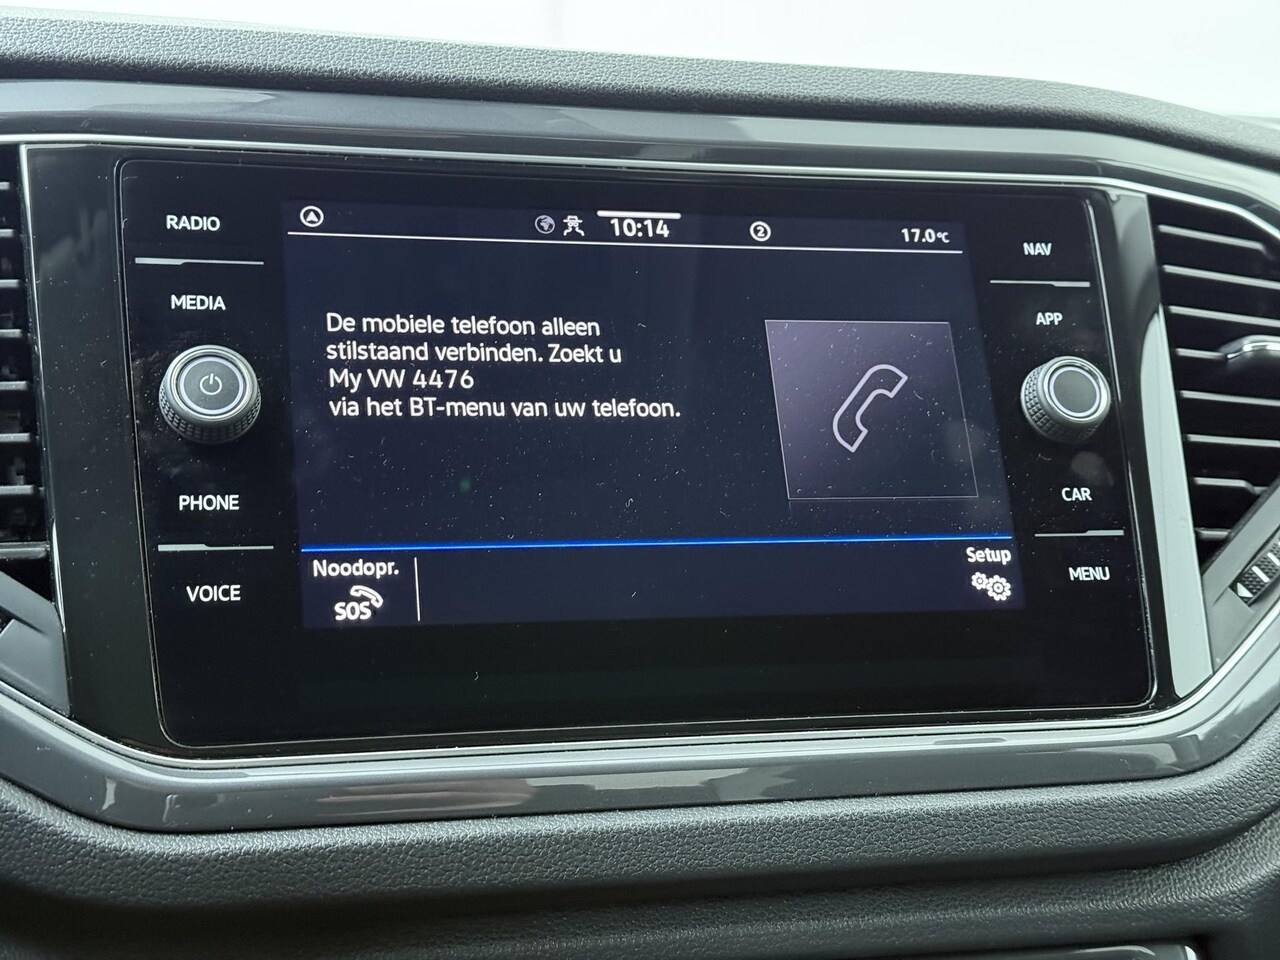 RADIO
MEDIA
PHONE
VOICE
10:14
2
17.0°C
De mobiele telefoon alleen
stilstaand verbinden. Zoekt u
My VW 4476
via het BT-menu van uw telefoon.
Noodopr.
SOS
Setup
NAV
APP
CAR
MENU